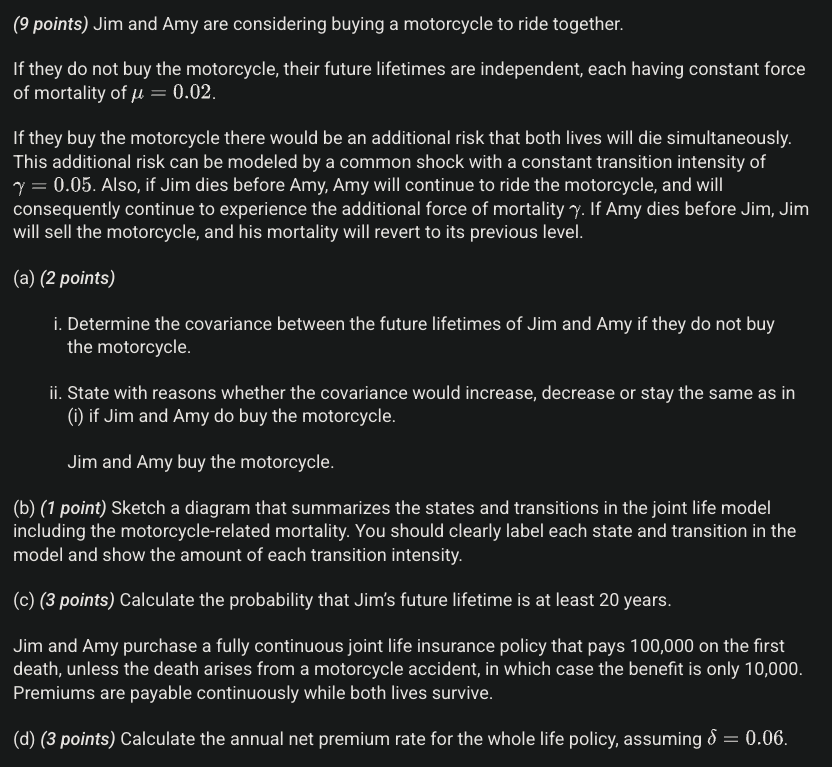 (9 points) Jim and Amy are considering buying a motorcycle to ride together.
If they do not buy the motorcycle, their future lifetimes are independent, each having constant force
of mortality of μ = 0.02.
If they buy the motorcycle there would be an additional risk that both lives will die simultaneously.
This additional risk can be modeled by a common shock with a constant transition intensity of
γ = 0.05. Also, if Jim dies before Amy, Amy will continue to ride the motorcycle, and will
consequently continue to experience the additional force of mortality γ. If Amy dies before Jim, Jim
will sell the motorcycle, and his mortality will revert to its previous level.
(a) (2 points)
i. Determine the covariance between the future lifetimes of Jim and Amy if they do not buy
the motorcycle.
ii. State with reasons whether the covariance would increase, decrease or stay the same as in
(i) if Jim and Amy do buy the motorcycle.
Jim and Amy buy the motorcycle.
(b) (1 point) Sketch a diagram that summarizes the states and transitions in the joint life model
including the motorcycle-related mortality. You should clearly label each state and transition in the
model and show the amount of each transition intensity.
(c) (3 points) Calculate the probability that Jim's future lifetime is at least 20 years.
Jim and Amy purchase a fully continuous joint life insurance policy that pays 100,000 on the first
death, unless the death arises from a motorcycle accident, in which case the benefit is only 10,000.
Premiums are payable continuously while both lives survive.
(d) (3 points) Calculate the annual net premium rate for the whole life policy, assuming δ = 0.06.